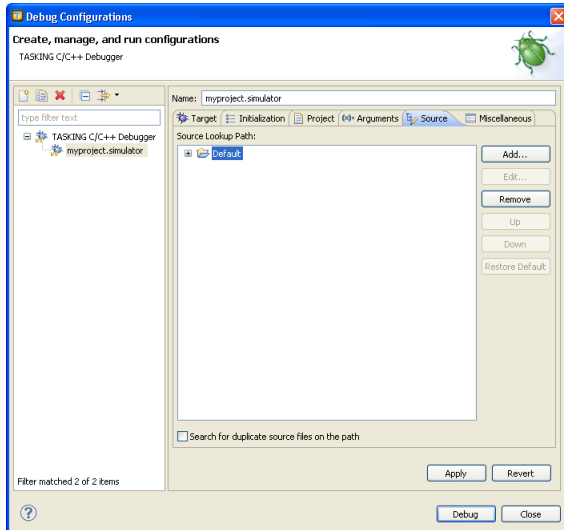 Debug Configurations
Create, manage, and run configurations
TASKING C/C++ Debugger
Name: myproject.simulator
type filter text
Target Initialization Project (x)= Arguments Source Miscellaneous
TASKING C/C++ Debugger
myproject.simulator
Source Lookup Path:
Default
Add...
Edit...
Remove
Up
Down
Restore Default
Search for duplicate source files on the path
Filter matched 2 of 2 items
Apply Revert
Debug Close